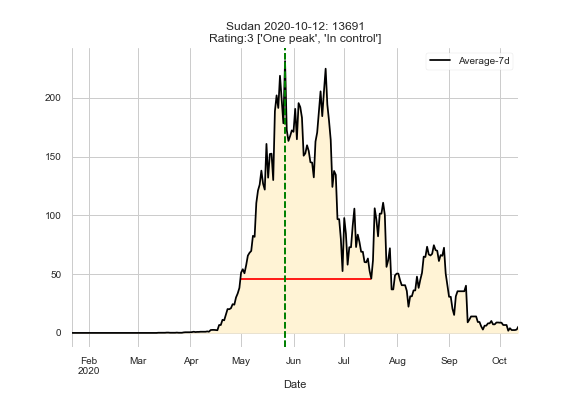 Sudan 2020-10-12: 13691
Rating:3 ['One peak', 'In control']
Average-7d
200
150
100
50
0
Feb Mar Apr May Jun Jul Aug Sep Oct
2020
Date